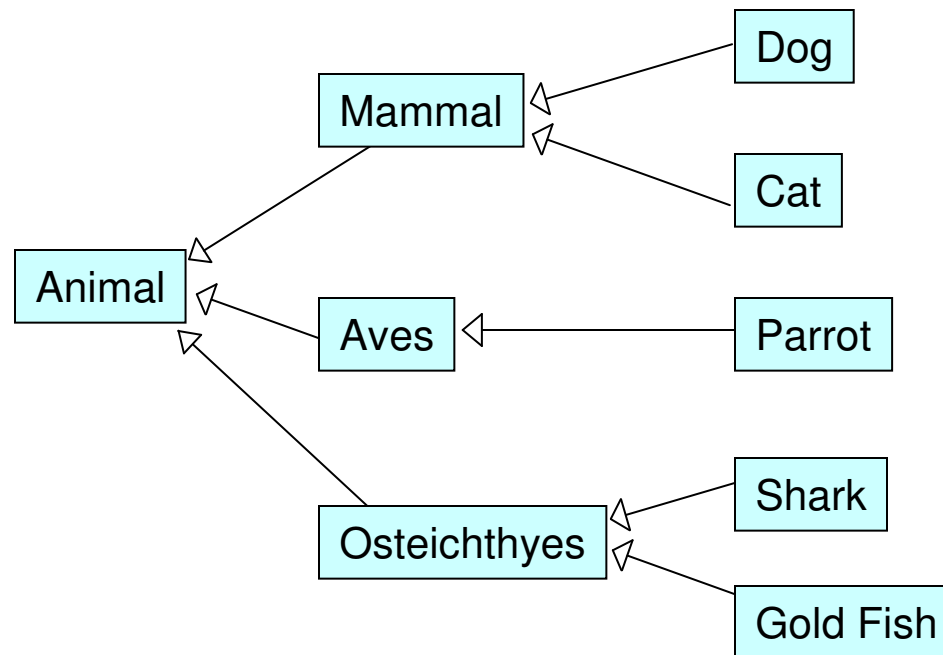 Dog
Mammal
Cat
Animal
Aves
Parrot
Shark
Osteichthyes
Gold Fish